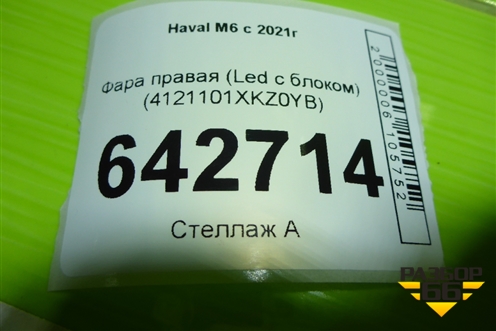 Haval M6 с 2021г
Фара правая (Led с блоком)
(4121101XKZ0YB)
642714
Стеллаж А
2000006105752
РАЗБОР
66